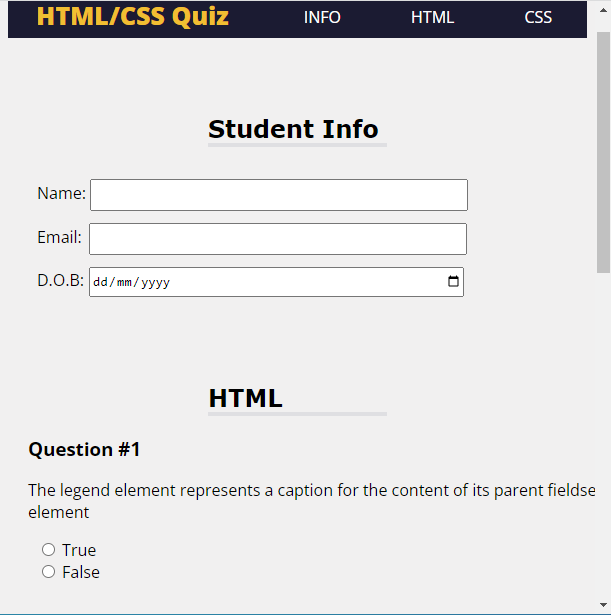 HTML/CSS Quiz INFO HTML CSS
Student Info
Name:
Email:
D.O.B: dd/mm/yyyy
HTML
Question #1
The legend element represents a caption for the content of its parent fieldse
element
True
False